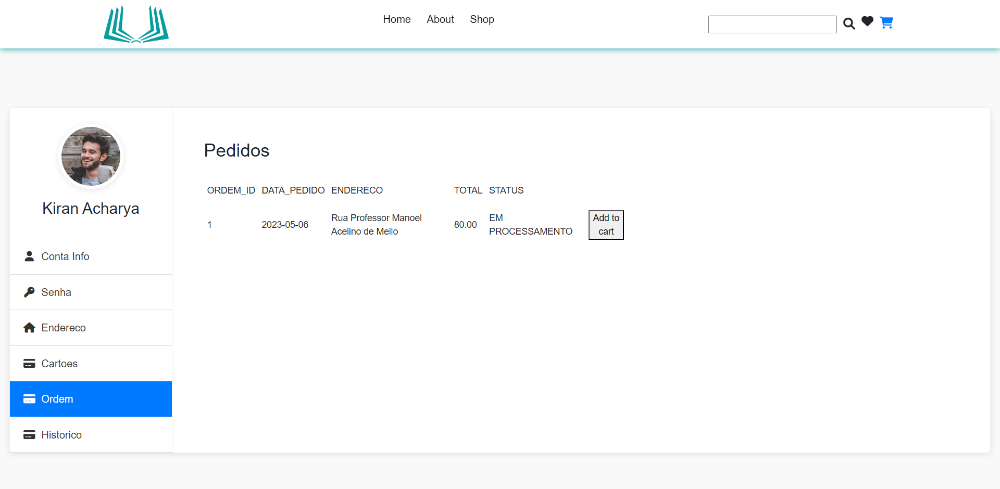 Home About Shop
Kiran Acharya
Conta Info
Senha
Endereco
Cartoes
Ordem
Historico
Pedidos
ORDEM_ID DATA_PEDIDO ENDERECO TOTAL STATUS
1 2023-05-06 Rua Professor Manoel Acelino de Mello 80.00 EM PROCESSAMENTO Add to cart